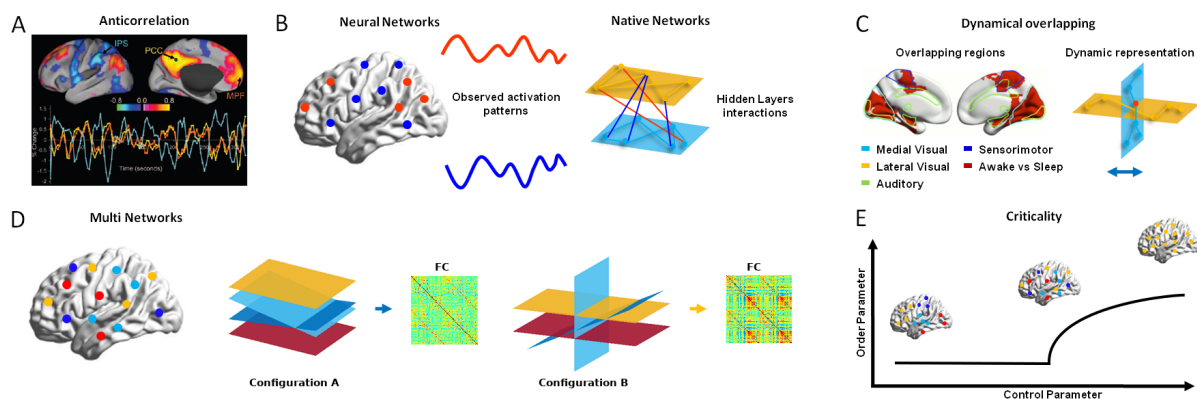 A
Anticorrelation
IPS
PCC
MPF
-0.8 0.0 0.8
% Change
Time (seconds)
B
Neural Networks
Native Networks
Observed activation
patterns
Hidden Layers
interactions
C
Dynamical overlapping
Overlapping regions
Dynamic representation
Medial Visual
Lateral Visual
Auditory
Sensorimotor
Awake vs Sleep
D
Multi Networks
FC
FC
Configuration A
Configuration B
E
Criticality
Order Parameter
Control Parameter